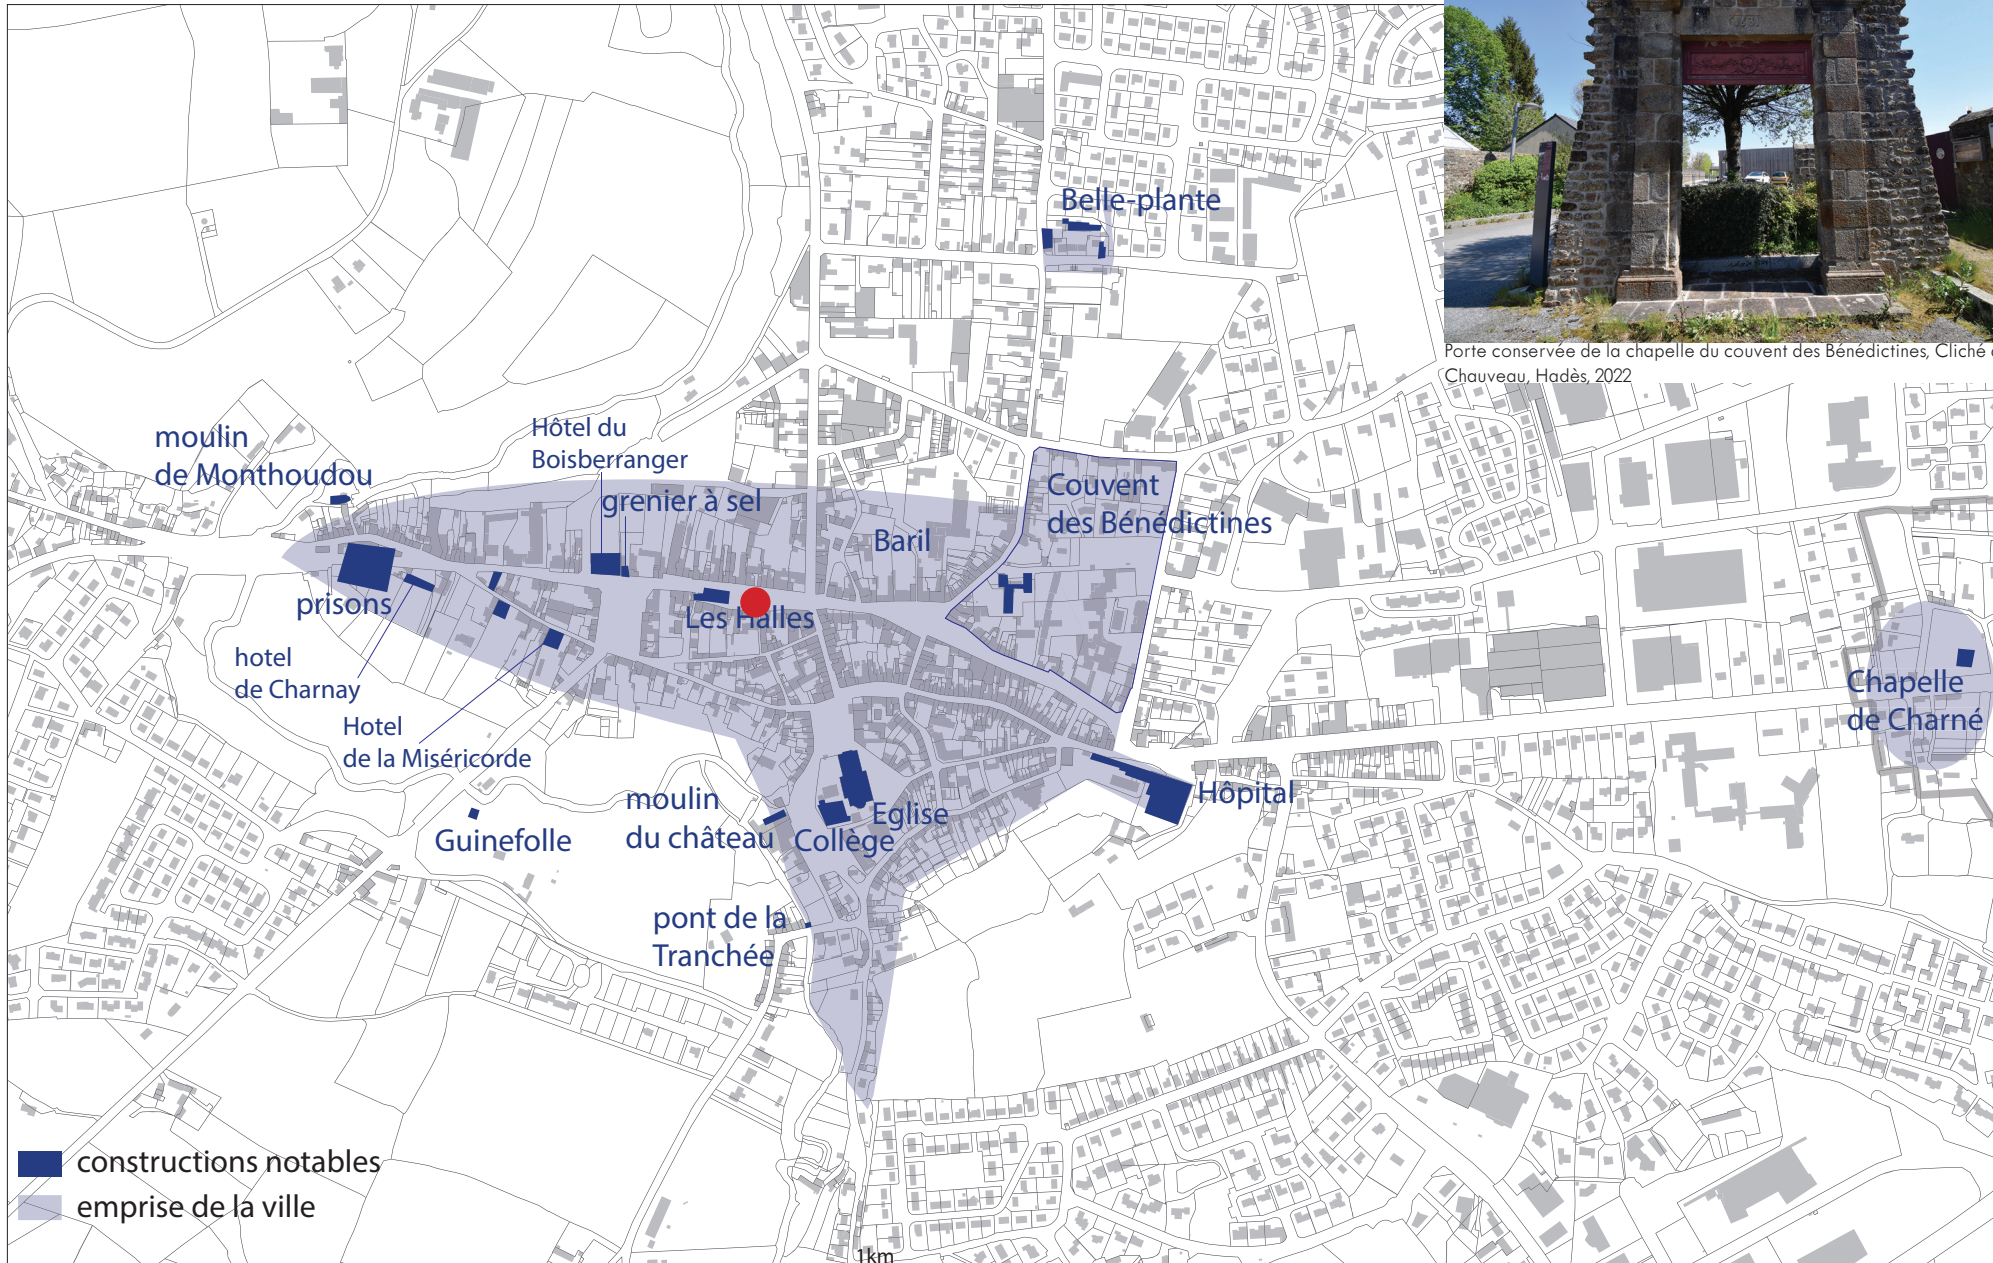 Belle-plante
Porte conservée de la chapelle du couvent des Bénédictines, Cliché
Chauveau, Hadès, 2022
moulin
de Monthoudou
Hôtel du
Boisberranger
grenier à sel
Baril
Couvent
des Bénédictines
prisons
Les Halles
hotel
de Charnay
Hotel
de la Miséricorde
Chapelle
de Charné
Guinefolle
moulin
du château
Eglise
Collège
Hôpital
pont de la
Tranchée
constructions notables
emprise de la ville
1km